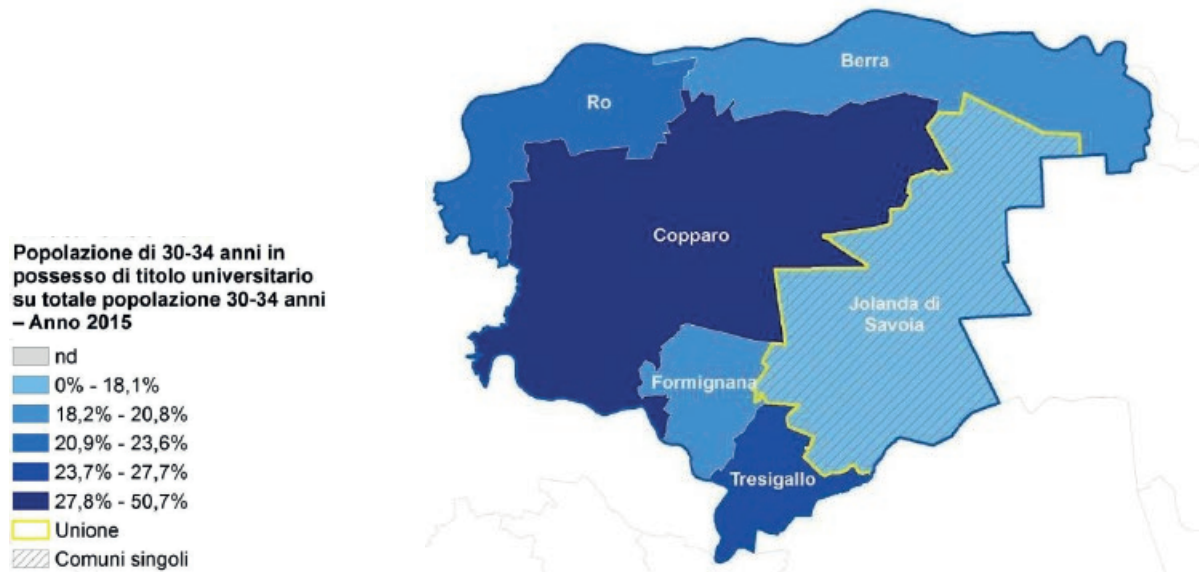 Berra
Ro
Copparo
Jolanda di
Savoia
Formignana
Tresigallo
Popolazione di 30-34 anni in
possesso di titolo universitario
su totale popolazione 30-34 anni
– Anno 2015
nd
0% - 18,1%
18,2% - 20,8%
20,9% - 23,6%
23,7% - 27,7%
27,8% - 50,7%
Unione
Comuni singoli